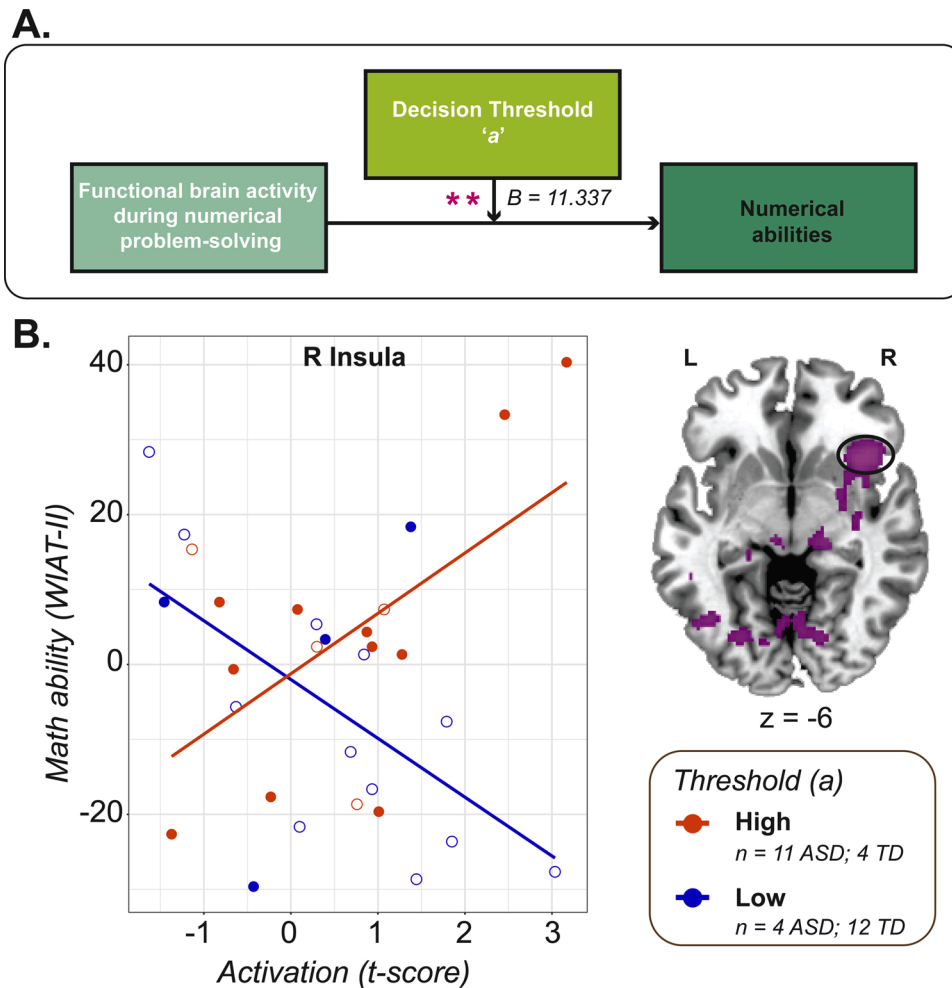 A.
Decision Threshold
‘a’
Functional brain activity
during numerical
problem-solving
** B = 11.337
Numerical
abilities
B.
R Insula
Math ability (WIAT-II)
40
20
0
-20
-1 0 1 2 3
Activation (t-score)
L R
z = -6
Threshold (a)
High
n = 11 ASD; 4 TD
Low
n = 4 ASD; 12 TD